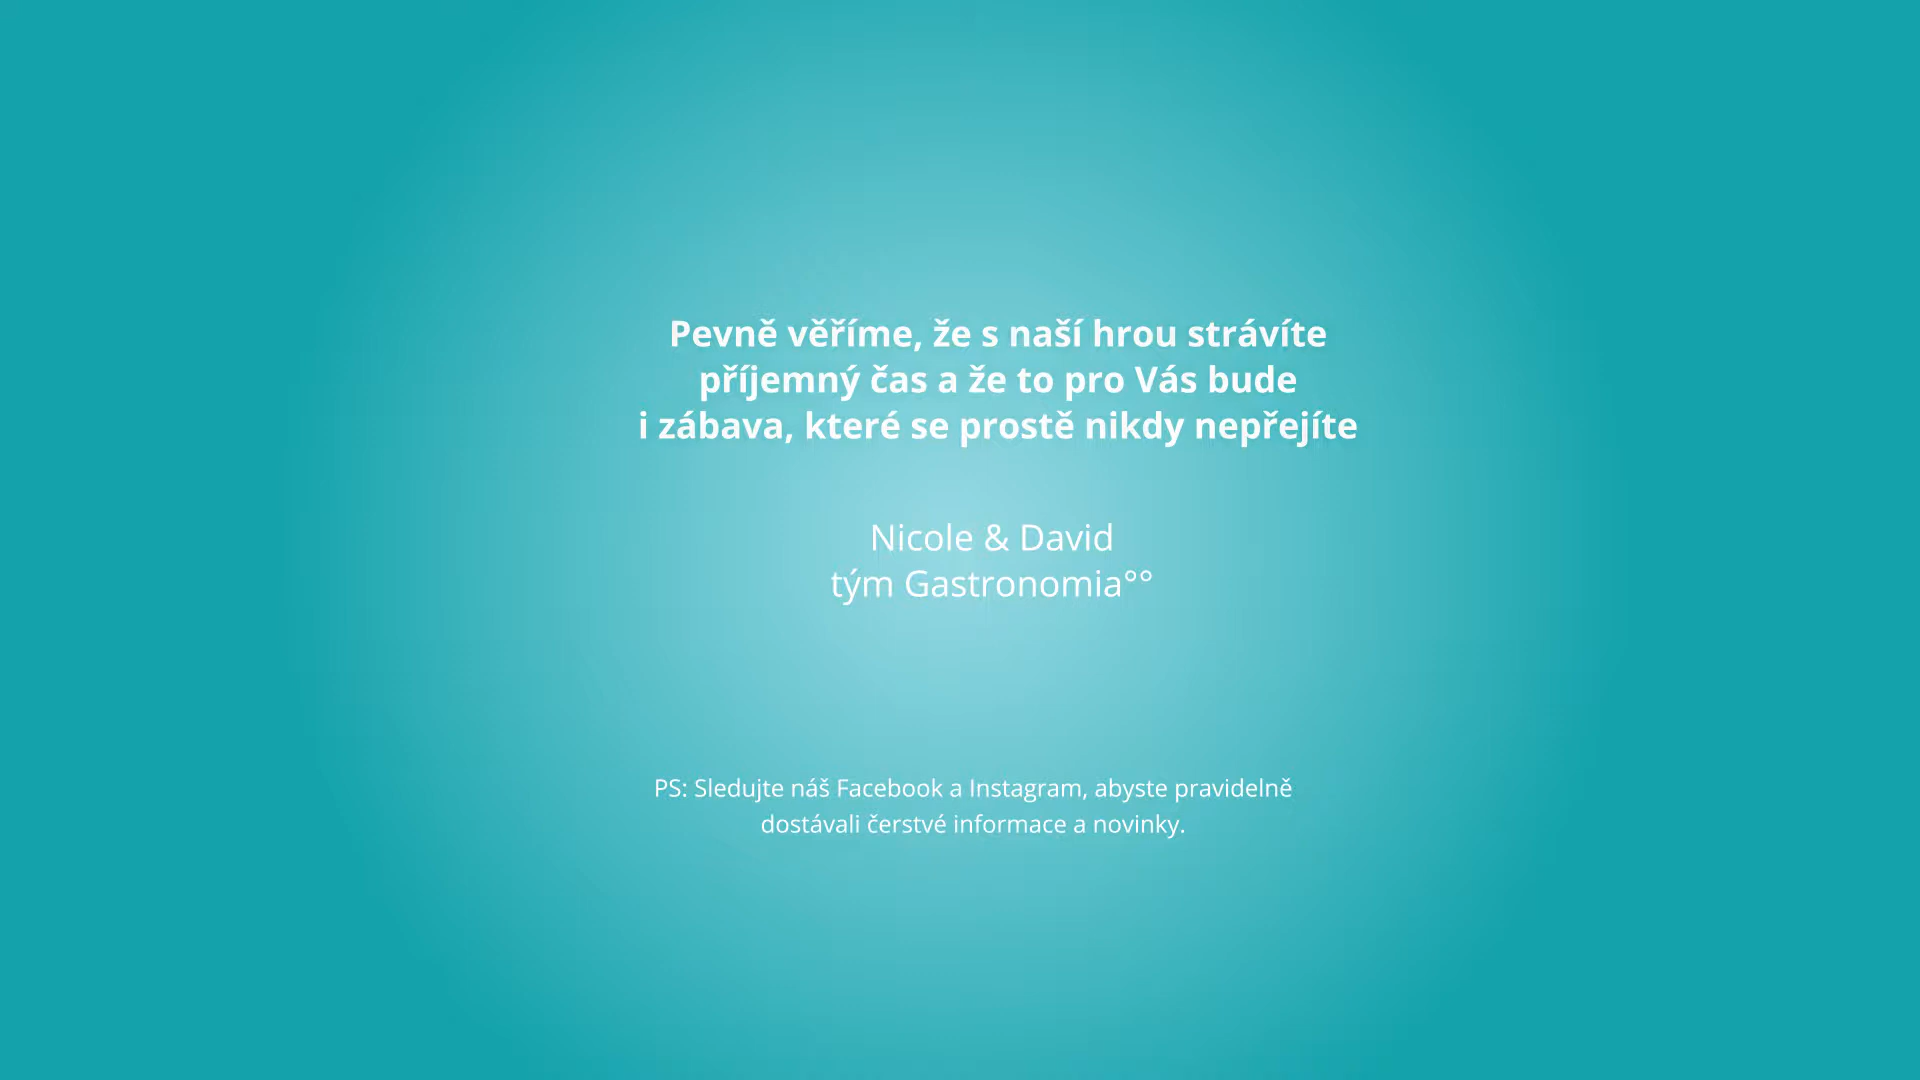 Pevně věříme, že s naší hrou strávíte
příjemný čas a že to pro Vás bude
i zábava, které se prostě nikdy nepřejíte
Nicole & David
tým Gastronomia°°
PS: Sledujte náš Facebook a Instagram, abyste pravidelně
dostávali čerstvé informace a novinky.